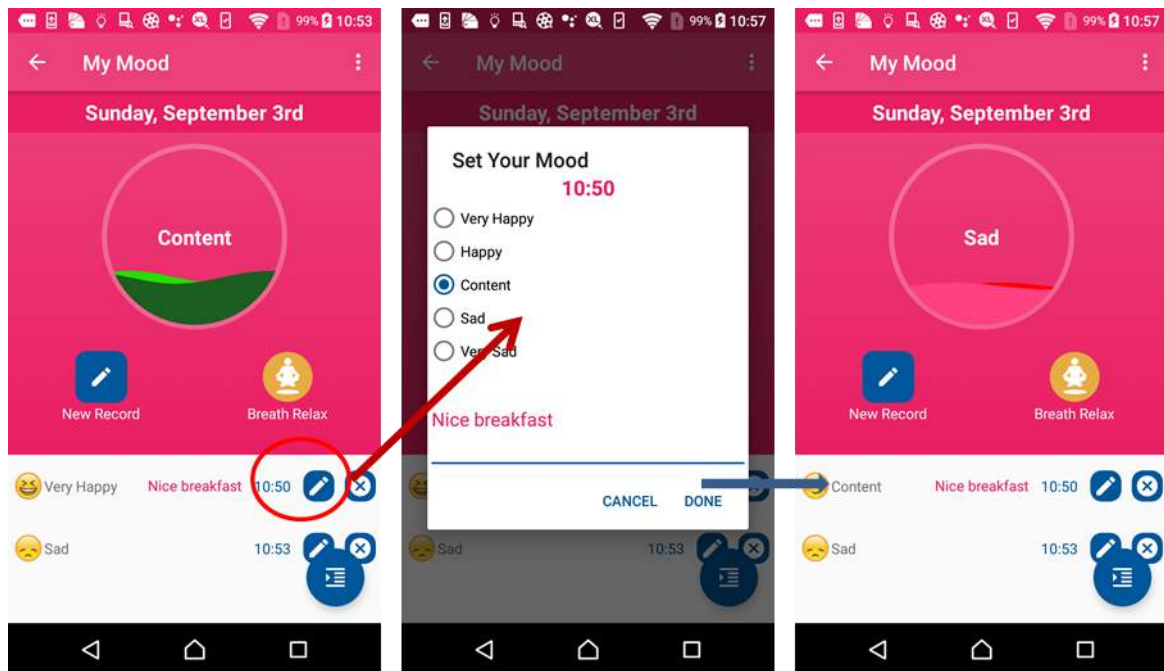 99% 10:53
My Mood
Sunday, September 3rd
Content
New Record
Breath Relax
Very Happy Nice breakfast 10:50
Sad 10:53
99% 10:57
My Mood
Sunday, September 3rd
Set Your Mood
10:50
Very Happy
Happy
Content
Sad
Very Sad
Nice breakfast
CANCEL DONE
Sad 10:53
XL 99% 10:57
My Mood
Sunday, September 3rd
Sad
New Record
Breath Relax
Content Nice breakfast 10:50
Sad 10:53